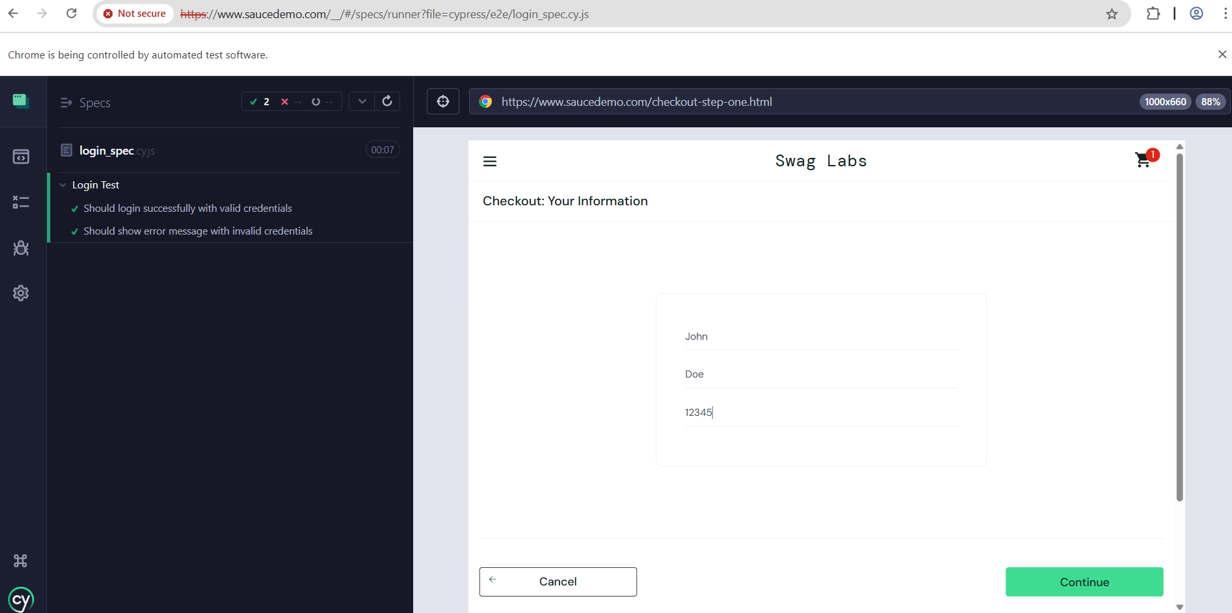 Not secure https://www.saucedemo.com/__/#/specs/runner?file=cypress/e2e/login_spec.cy.js
Chrome is being controlled by automated test software.
Specs
2 -- --
login_spec.cy.js 00:07
Login Test
Should login successfully with valid credentials
Should show error message with invalid credentials
cy
https://www.saucedemo.com/checkout-step-one.html 1000x660 88%
Swag Labs 1
Checkout: Your Information
John
Doe
12345
Cancel Continue